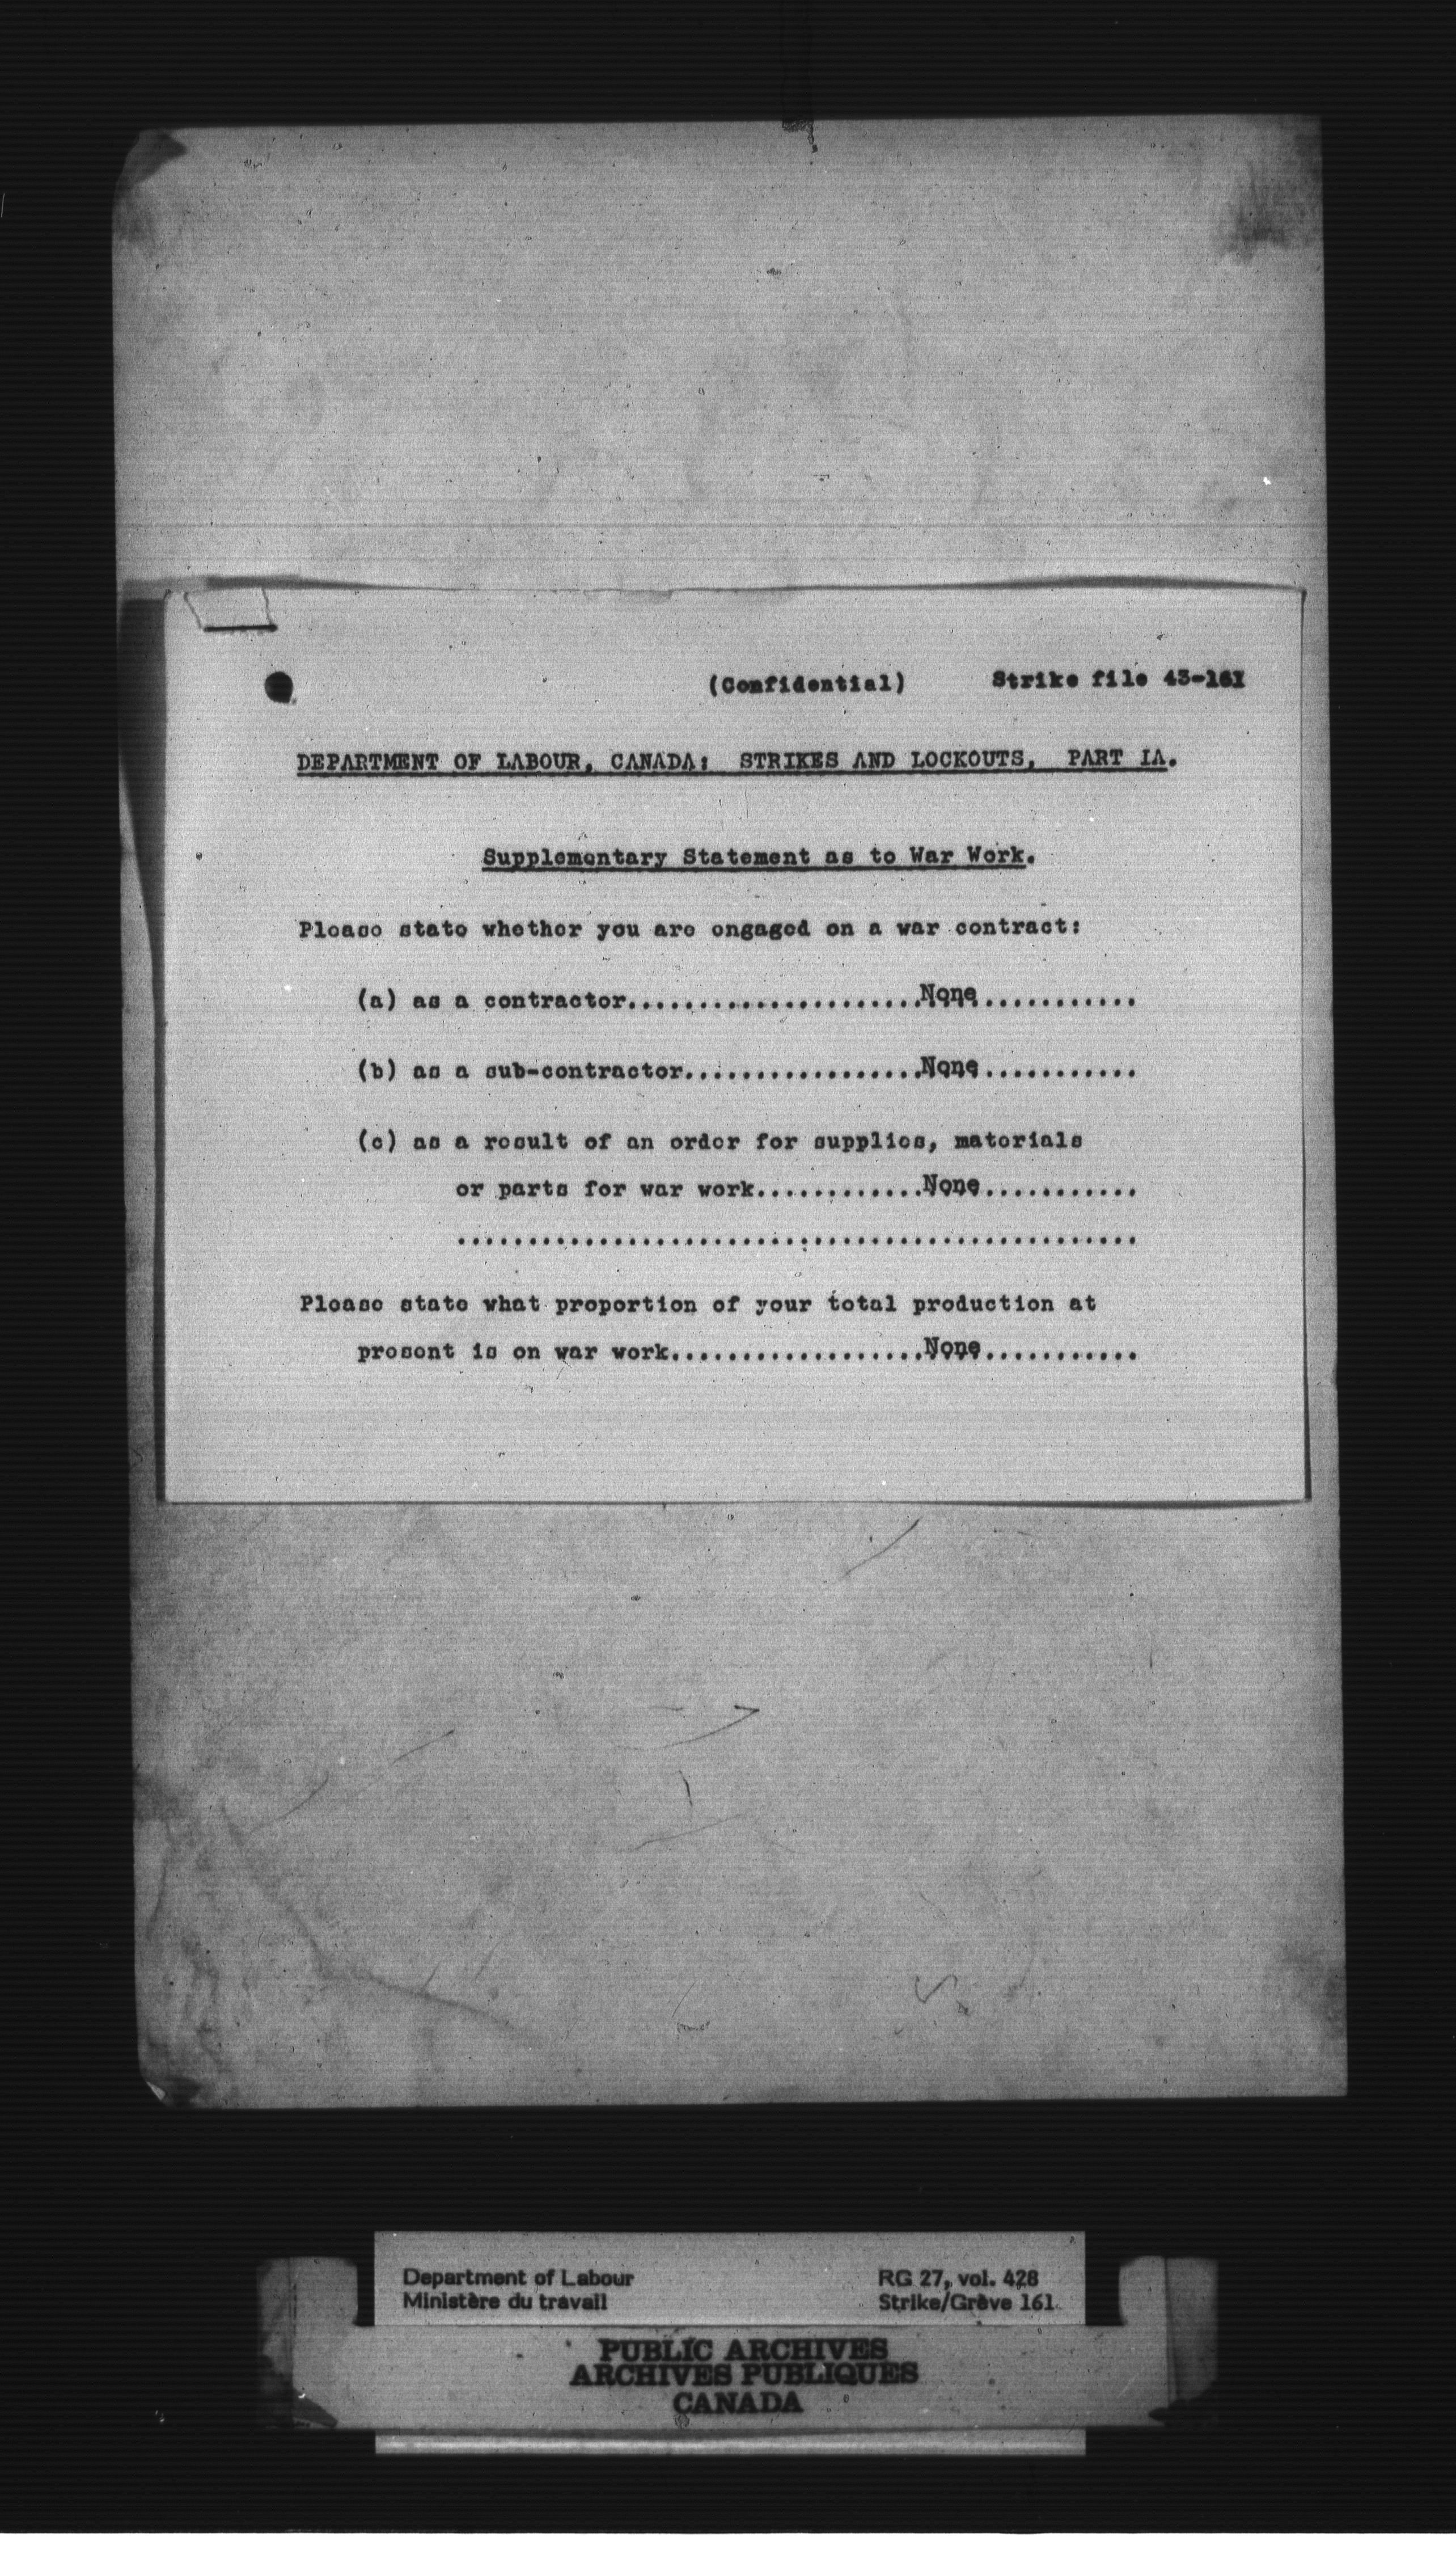 (Confidential) Strike file 43-161
DEPARTMENT OF LABOUR, CANADA: STRIKES AND LOCKOUTS, PART IA.
Supplementary Statement as to War Work.
Please state whether you are engaged on a war contract:
(a) as a contractor.....................None...........
(b) as a sub-contractor.................None...........
(c) as a result of an order for supplies, materials
or parts for war work............None...........
................................................
Please state what proportion of your total production at
present is on war work..................None...........
Department of Labour RG 27, vol. 428
Ministère du travail Strike/Grève 161
PUBLIC ARCHIVES
ARCHIVES PUBLIQUES
CANADA